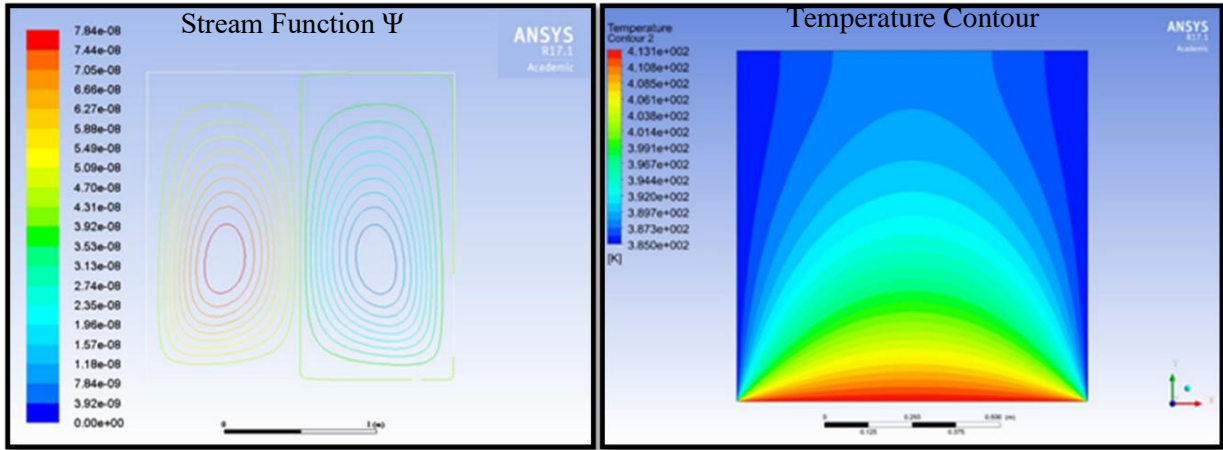 Stream Function Ψ
7.84e-08
7.44e-08
7.05e-08
6.66e-08
6.27e-08
5.88e-08
5.49e-08
5.09e-08
4.70e-08
4.31e-08
3.92e-08
3.53e-08
3.13e-08
2.74e-08
2.35e-08
1.96e-08
1.57e-08
1.18e-08
7.84e-09
3.92e-09
0.00e+00
ANSYS
R17.1
Academic
0
1 (m)
Temperature Contour
Temperature
Contour 2
4.131e+002
4.108e+002
4.085e+002
4.061e+002
4.038e+002
4.014e+002
3.991e+002
3.967e+002
3.944e+002
3.920e+002
3.897e+002
3.873e+002
3.850e+002
[K]
ANSYS
R17.1
Academic
0
0.250
(m)
0.125
Y
X